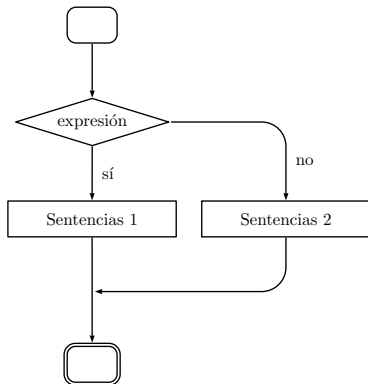 expresión
sí
no
Sentencias 1
Sentencias 2